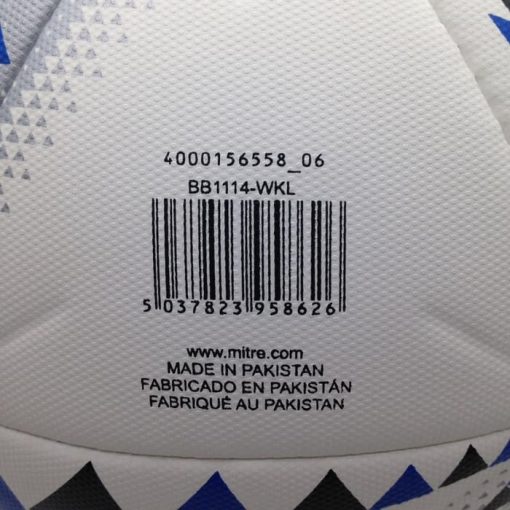 4000156558_06
BB1114-WKL
5 037823 958626
www.mitre.com
MADE IN PAKISTAN
FABRICADO EN PAKISTÁN
FABRIQUÉ AU PAKISTAN